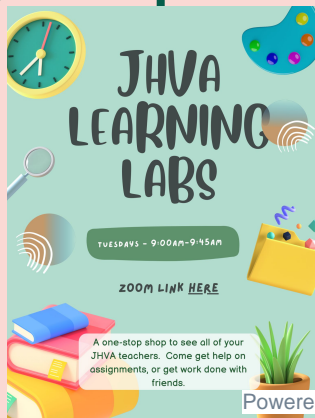 JHVA
LEARNING
LABS
TUESDAYS - 9:00AM-9:45AM
ZOOM LINK HERE
A one-stop shop to see all of your
JHVA teachers. Come get help on
assignments, or get work done with
friends.
Powere